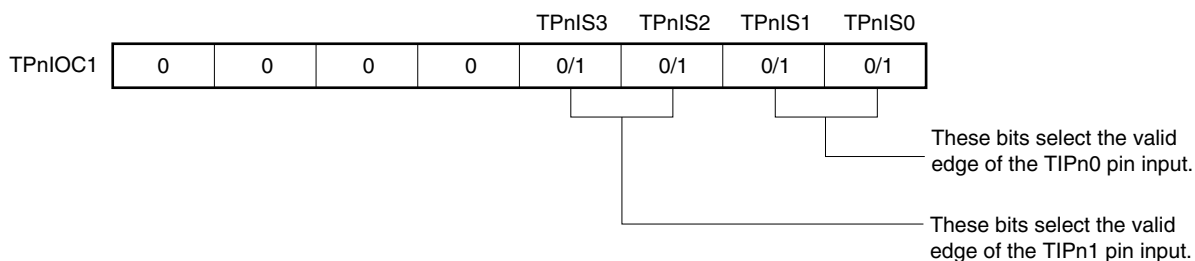 TPnIS3 TPnIS2 TPnIS1 TPnIS0
TPnIOC1 0 0 0 0 0/1 0/1 0/1 0/1
These bits select the valid
edge of the TIPn0 pin input.
These bits select the valid
edge of the TIPn1 pin input.